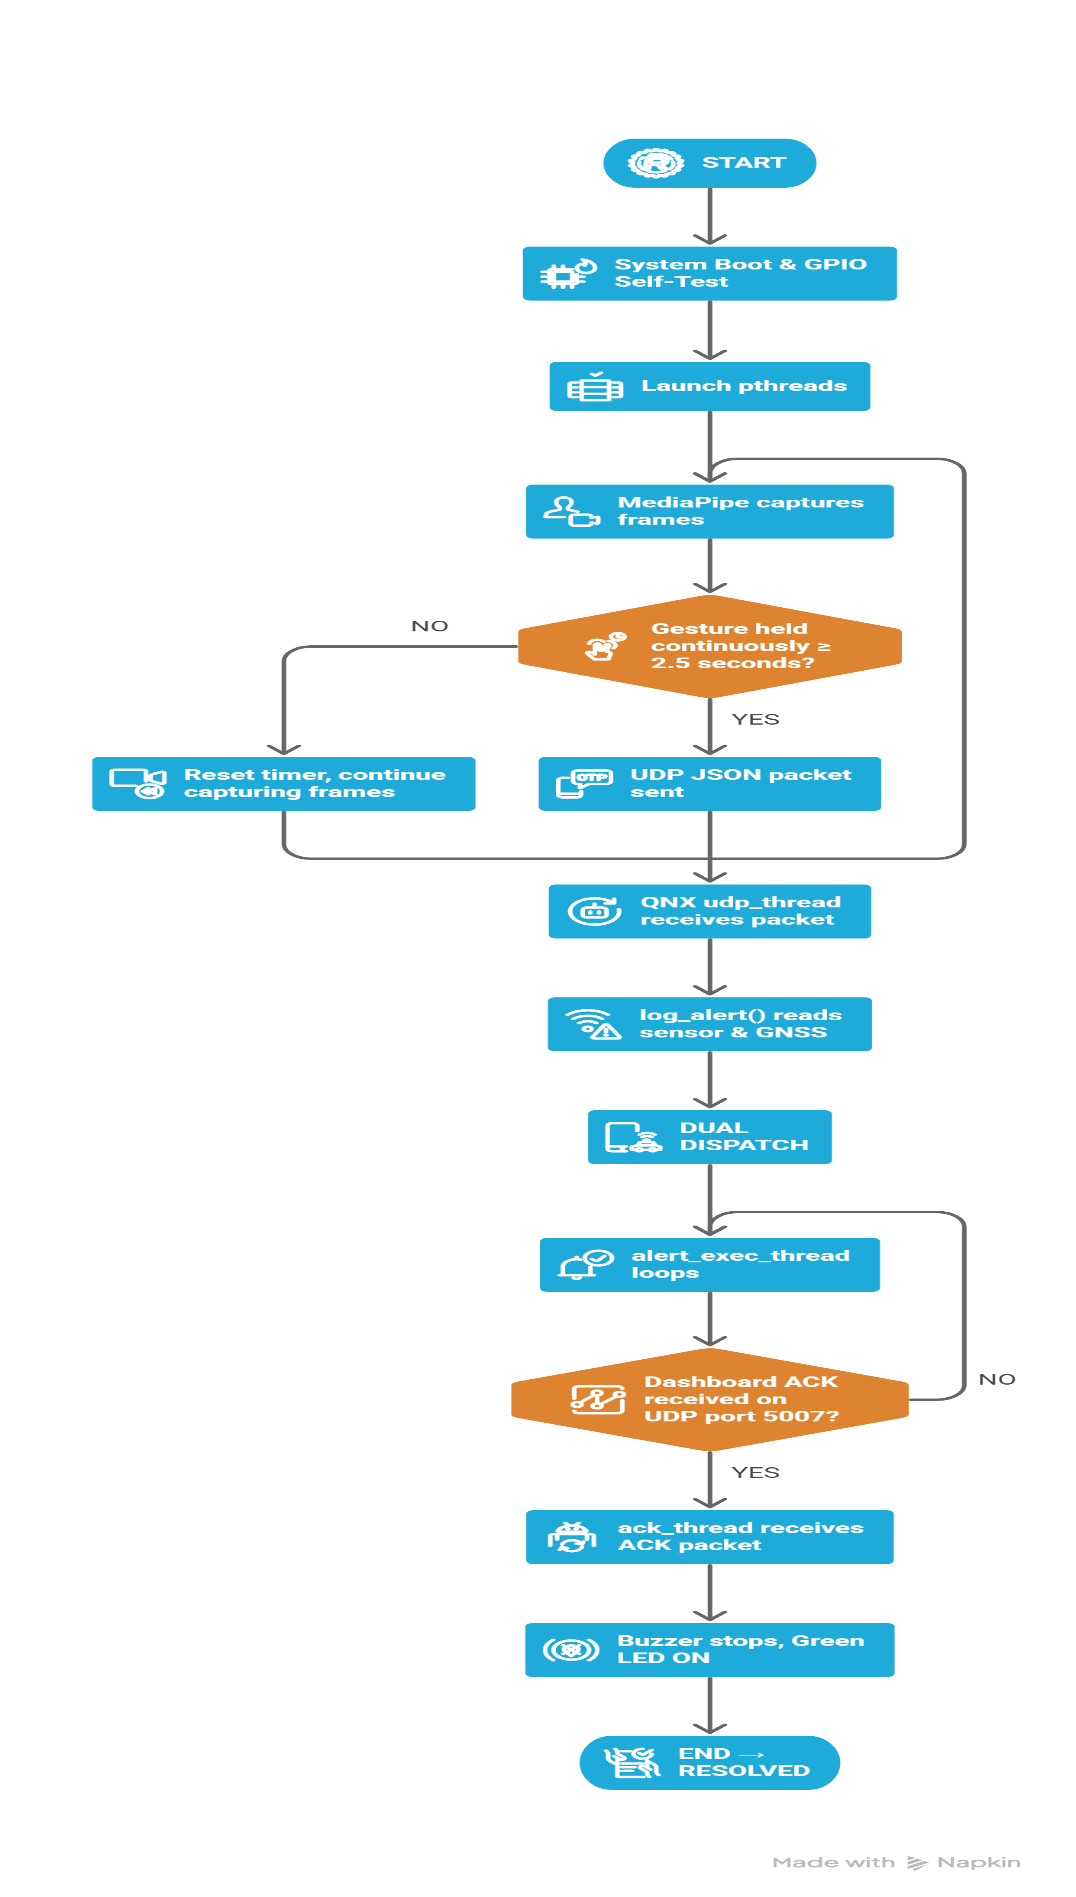 START
System Boot & GPIO
Self-Test
Launch pthreads
MediaPipe captures
frames
Gesture held
continuously ≥
2.5 seconds?
NO
YES
Reset timer, continue
capturing frames
OTP
UDP JSON packet
sent
QNX udp_thread
receives packet
log_alert() reads
sensor & GNSS
DUAL
DISPATCH
alert_exec_thread
loops
Dashboard ACK
received on
UDP port 5007?
NO
YES
ack_thread receives
ACK packet
Buzzer stops, Green
LED ON
END →
RESOLVED
Made with Napkin